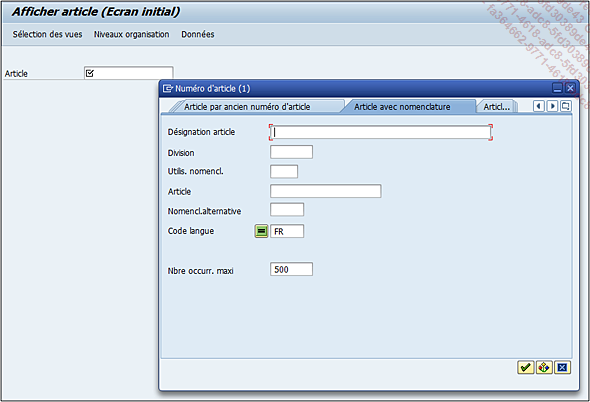 Afficher article (Ecran initial)
Sélection des vues Niveaux organisation Données
Article
Numéro d'article (1)
Article par ancien numéro d'article Article avec nomenclature Articl...
Désignation article
Division
Utilis. nomencl.
Article
Nomencl.alternative
Code langue FR
Nbre occurr. maxi 500